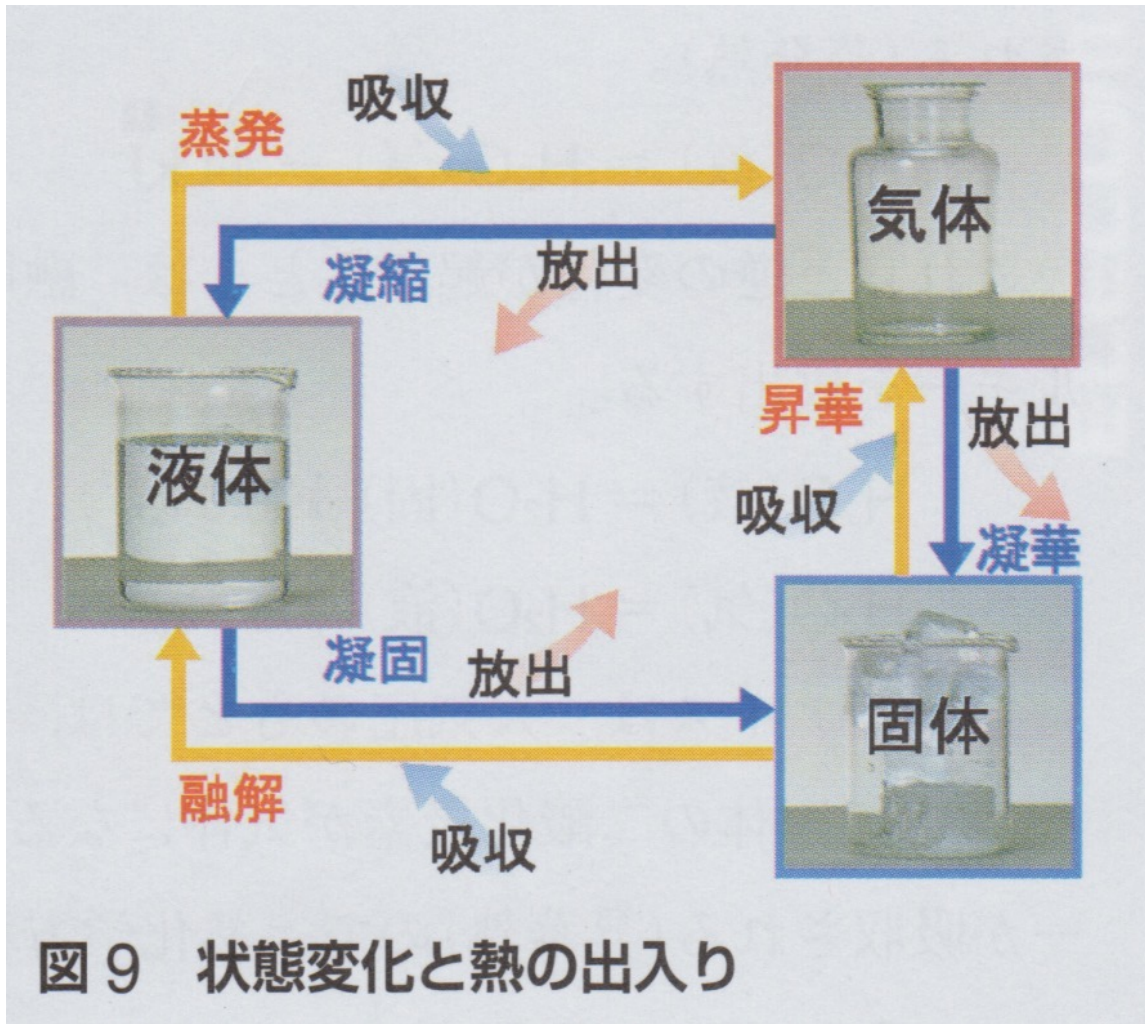 吸収
蒸発
気体
凝縮
放出
液体
昇華
放出
吸収
凝華
凝固
放出
固体
融解
吸収
図9 状態変化と熱の出入り